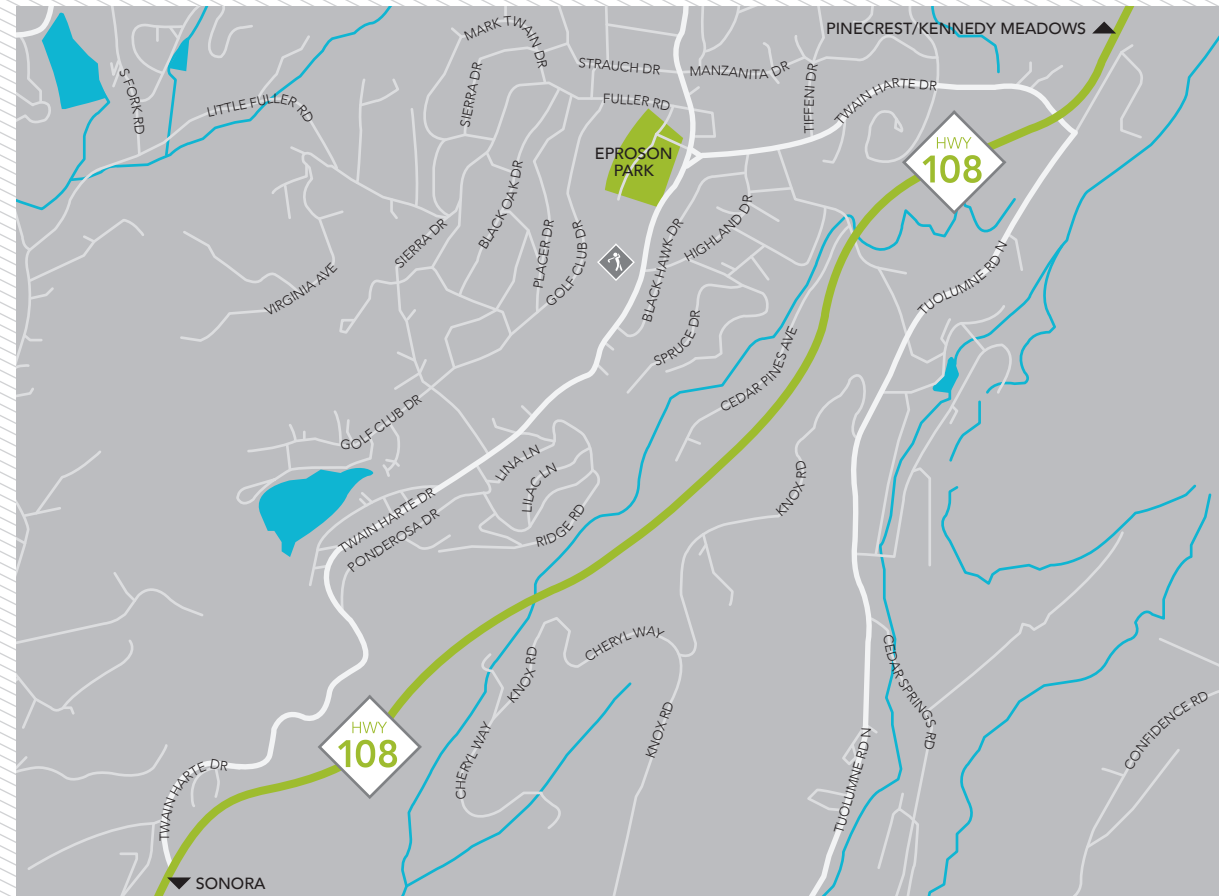 PINECREST/KENNEDY MEADOWS
MARK TWAIN DR
STRAUCH DR
MANZANITA DR
S FORK RD
SIERRA DR
TIFFENI DR
TWAIN HARTE DR
LITTLE FULLER RD
FULLER RD
EPROSON
PARK
HWY
108
BLACK OAK DR
SIERRA DR
PLACER DR
GOLF CLUB DR
BLACK HAWK DR
HIGHLAND DR
VIRGINIA AVE
TUOLUMNE RD N
SPRUCE DR
CEDAR PINES AVE
GOLF CLUB DR
LINA LN
LILAC LN
KNOX RD
TWAIN HARTE DR
PONDEROSA DR
RIDGE RD
CHERYL WAY
KNOX RD
CEDAR SPRINGS RD
KNOX RD
CONFIDENCE RD
HWY
108
CHERYL WAY
TUOLUMNE RD N
TWAIN HARTE DR
SONORA